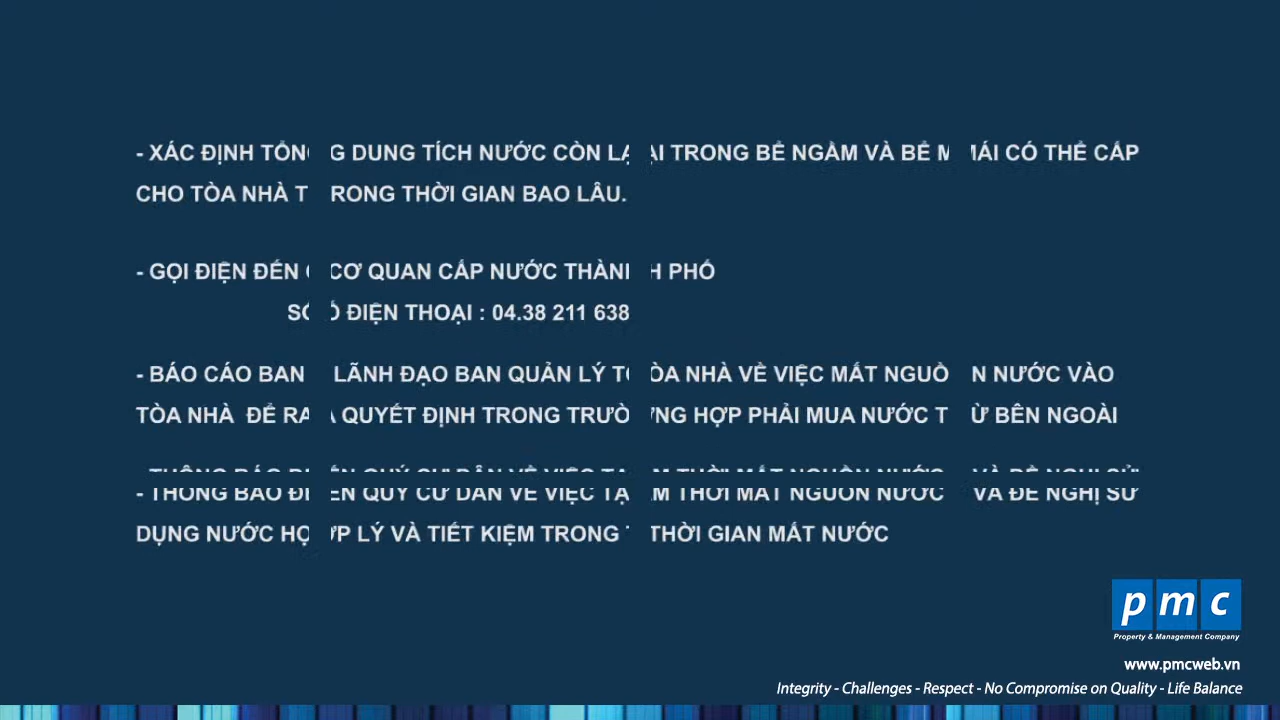 - XÁC ĐỊNH TỔNG DUNG TÍCH NƯỚC CÒN LẠI TRONG BỂ NGẦM VÀ BỂ MÁI CÓ THỂ CẤP
CHO TÒA NHÀ TRONG THỜI GIAN BAO LÂU.
- GỌI ĐIỆN ĐẾN CƠ QUAN CẤP NƯỚC THÀNH PHỐ
SỐ ĐIỆN THOẠI : 04.38 211 638
- BÁO CÁO BAN LÃNH ĐẠO BAN QUẢN LÝ TÒA NHÀ VỀ VIỆC MẤT NGUỒN NƯỚC VÀO
TÒA NHÀ ĐỂ RA QUYẾT ĐỊNH TRONG TRƯỜNG HỢP PHẢI MUA NƯỚC TỪ BÊN NGOÀI
- THÔNG BÁO ĐẾN QUÝ CƯ DÂN VỀ VIỆC TẠM THỜI MẤT NGUỒN NƯỚC VÀ ĐỀ NGHỊ SỬ
DỤNG NƯỚC HỢP LÝ VÀ TIẾT KIỆM TRONG THỜI GIAN MẤT NƯỚC
pmc
Property & Management Company
www.pmcweb.vn
Integrity - Challenges - Respect - No Compromise on Quality - Life Balance